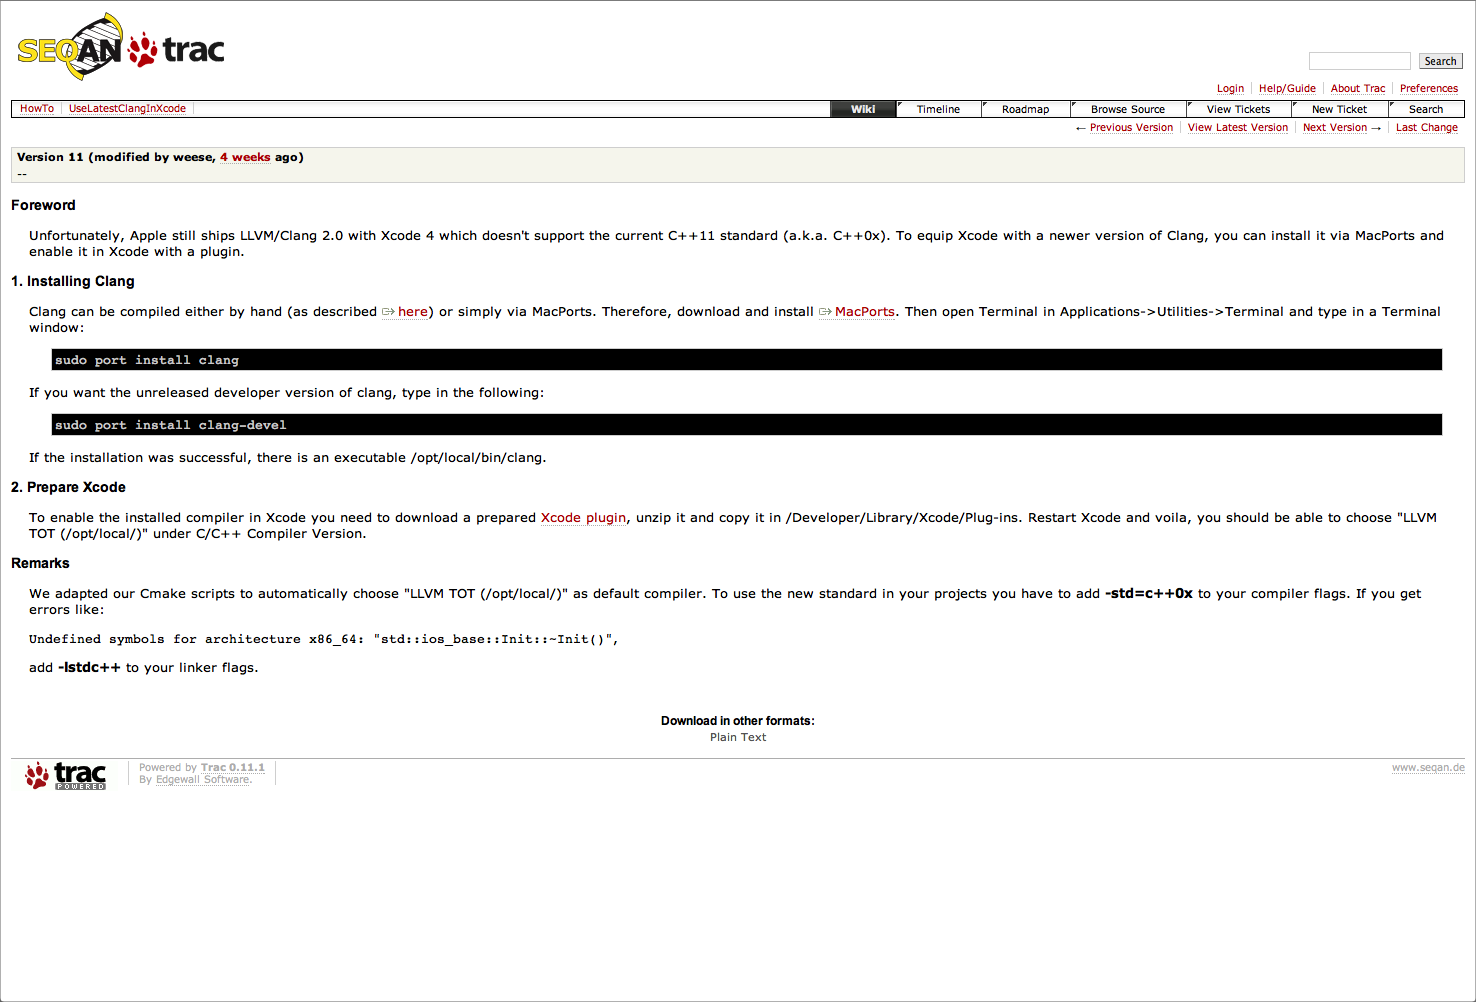 SEQAN trac
Search
Login Help/Guide About Trac Preferences
HowTo UseLatestClangInXcode Wiki Timeline Roadmap Browse Source View Tickets New Ticket Search
← Previous Version View Latest Version Next Version → Last Change
Version 11 (modified by weese, 4 weeks ago)
--
Foreword
Unfortunately, Apple still ships LLVM/Clang 2.0 with Xcode 4 which doesn't support the current C++11 standard (a.k.a. C++0x). To equip Xcode with a newer version of Clang, you can install it via MacPorts and
enable it in Xcode with a plugin.
1. Installing Clang
Clang can be compiled either by hand (as described here) or simply via MacPorts. Therefore, download and install MacPorts. Then open Terminal in Applications->Utilities->Terminal and type in a Terminal
window:
sudo port install clang
If you want the unreleased developer version of clang, type in the following:
sudo port install clang-devel
If the installation was successful, there is an executable /opt/local/bin/clang.
2. Prepare Xcode
To enable the installed compiler in Xcode you need to download a prepared Xcode plugin, unzip it and copy it in /Developer/Library/Xcode/Plug-ins. Restart Xcode and voila, you should be able to choose "LLVM
TOT (/opt/local/)" under C/C++ Compiler Version.
Remarks
We adapted our Cmake scripts to automatically choose "LLVM TOT (/opt/local/)" as default compiler. To use the new standard in your projects you have to add -std=c++0x to your compiler flags. If you get
errors like:
Undefined symbols for architecture x86_64: "std::ios_base::Init::~Init()",
add -lstdc++ to your linker flags.
Download in other formats:
Plain Text
trac POWERED
Powered by Trac 0.11.1
By Edgewall Software.
www.seqan.de